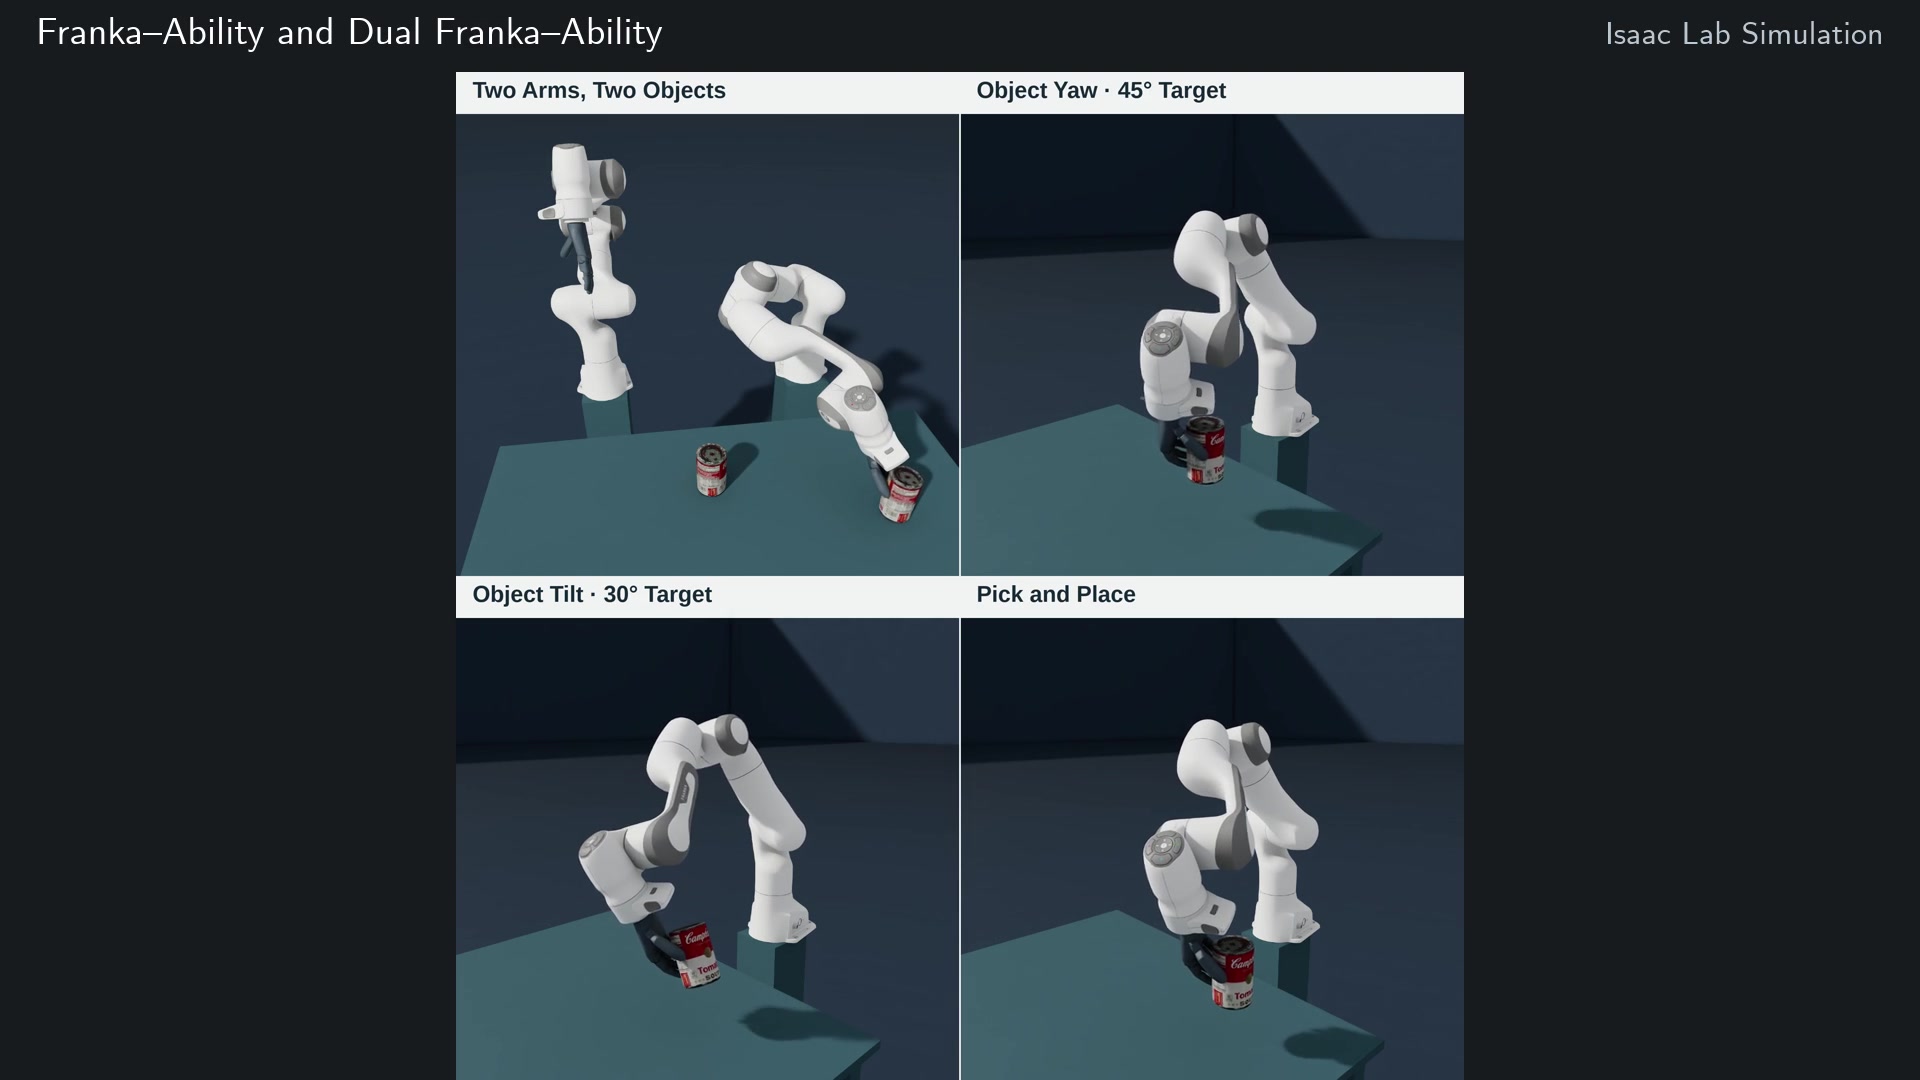 Franka–Ability and Dual Franka–Ability
Isaac Lab Simulation
Two Arms, Two Objects
Object Yaw · 45° Target
Object Tilt · 30° Target
Pick and Place